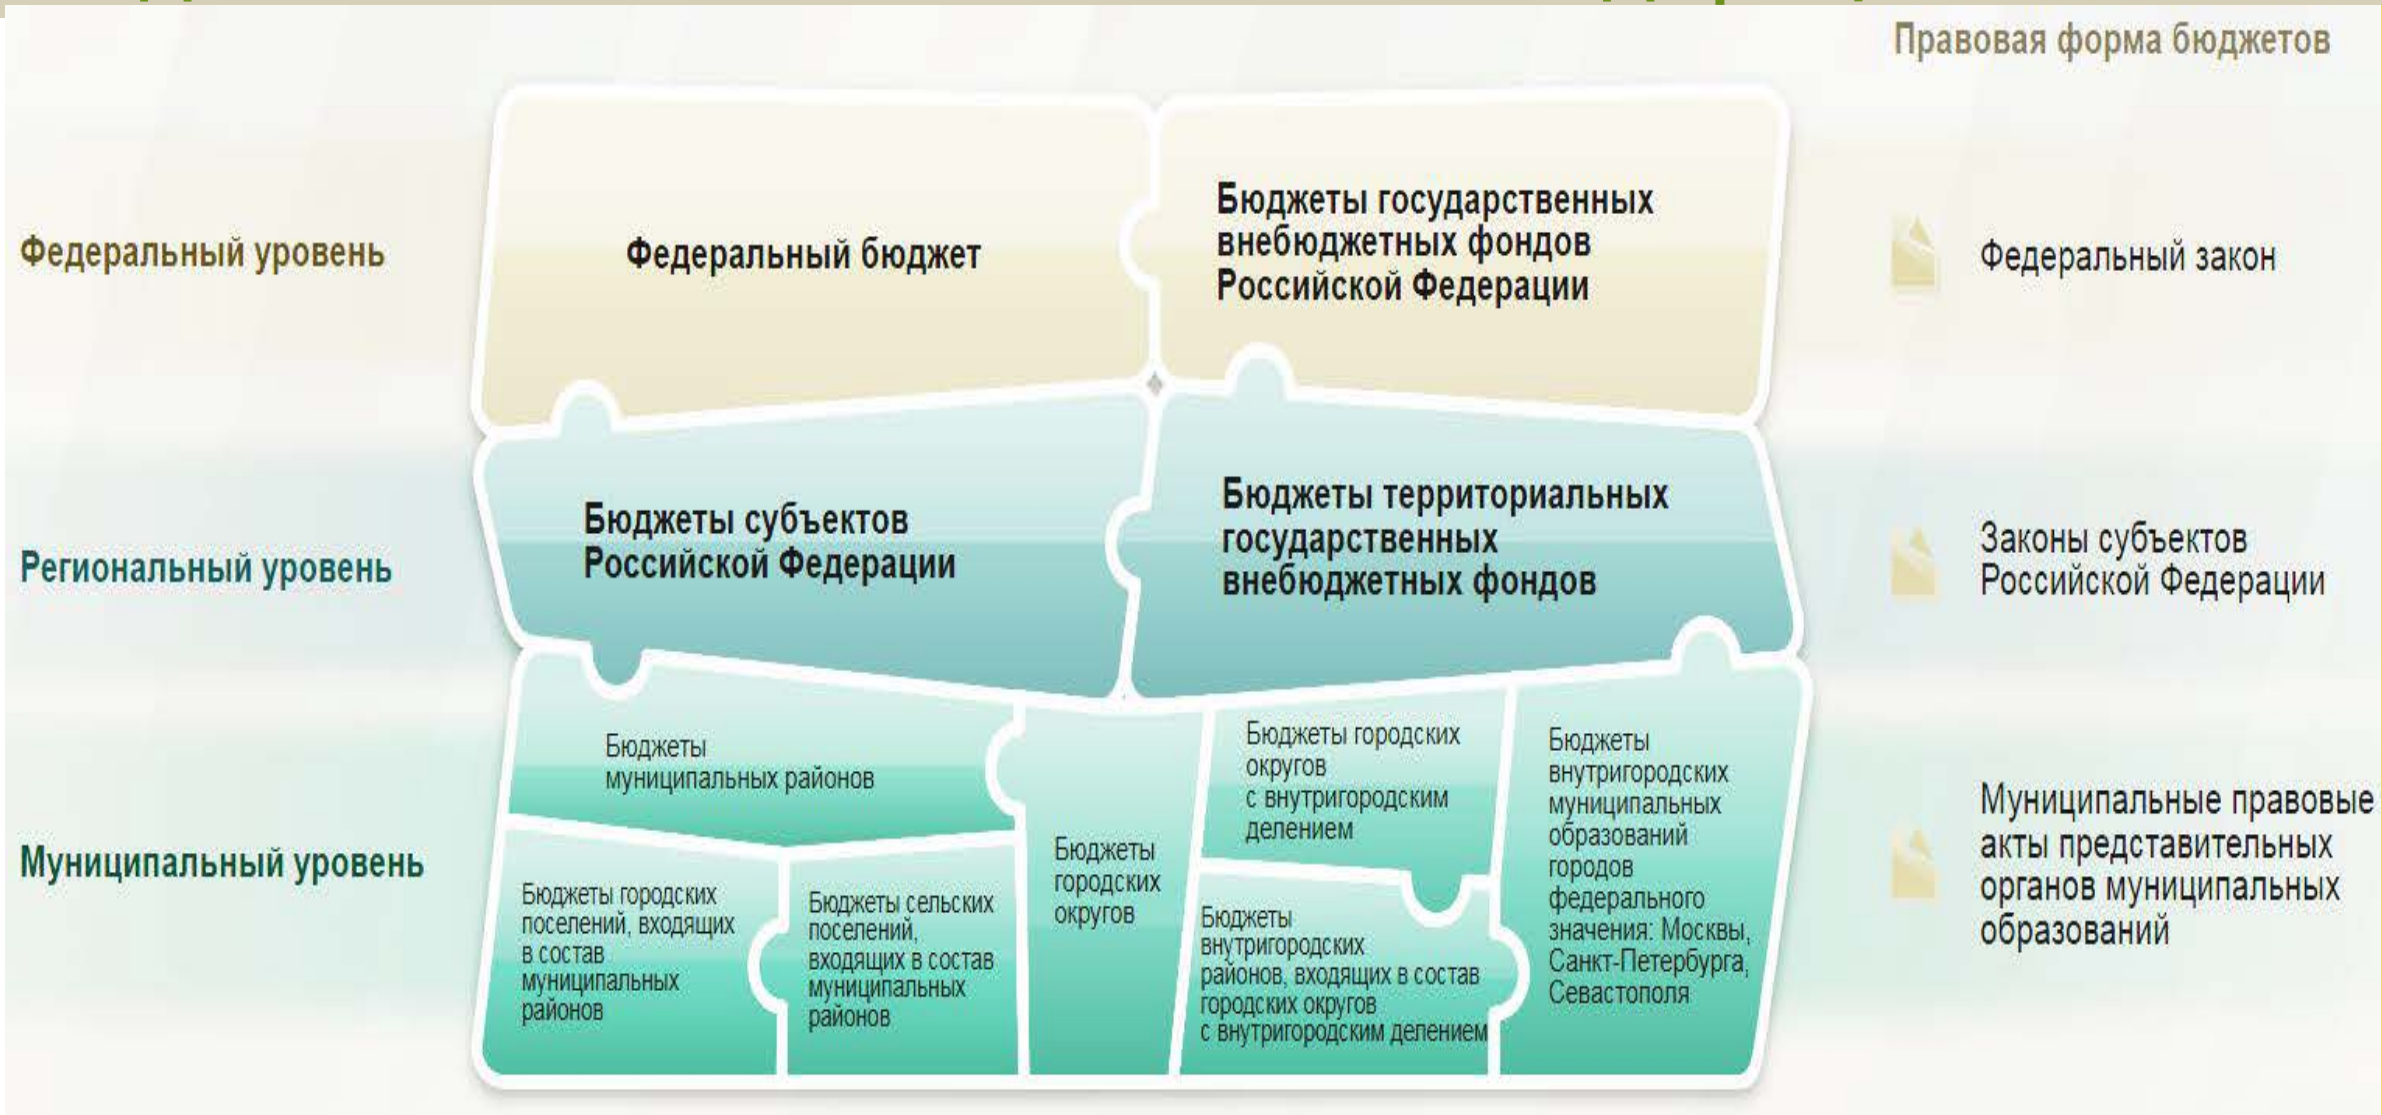 Правовая форма бюджетов
Федеральный уровень
Федеральный бюджет
Бюджеты государственных
внебюджетных фондов
Российской Федерации
Федеральный закон
Региональный уровень
Бюджеты субъектов
Российской Федерации
Бюджеты территориальных
государственных
внебюджетных фондов
Законы субъектов
Российской Федерации
Муниципальный уровень
Бюджеты
муниципальных районов
Бюджеты городских
поселений, входящих
в состав
муниципальных
районов
Бюджеты сельских
поселений,
входящих в состав
муниципальных
районов
Бюджеты
городских
округов
Бюджеты городских
округов
с внутригородским
делением
Бюджеты
внутригородских
районов, входящих в состав
городских округов
с внутригородским делением
Бюджеты
внутригородских
муниципальных
образований
городов
федерального
значения: Москвы,
Санкт-Петербурга,
Севастополя
Муниципальные правовые
акты представительных
органов муниципальных
образований